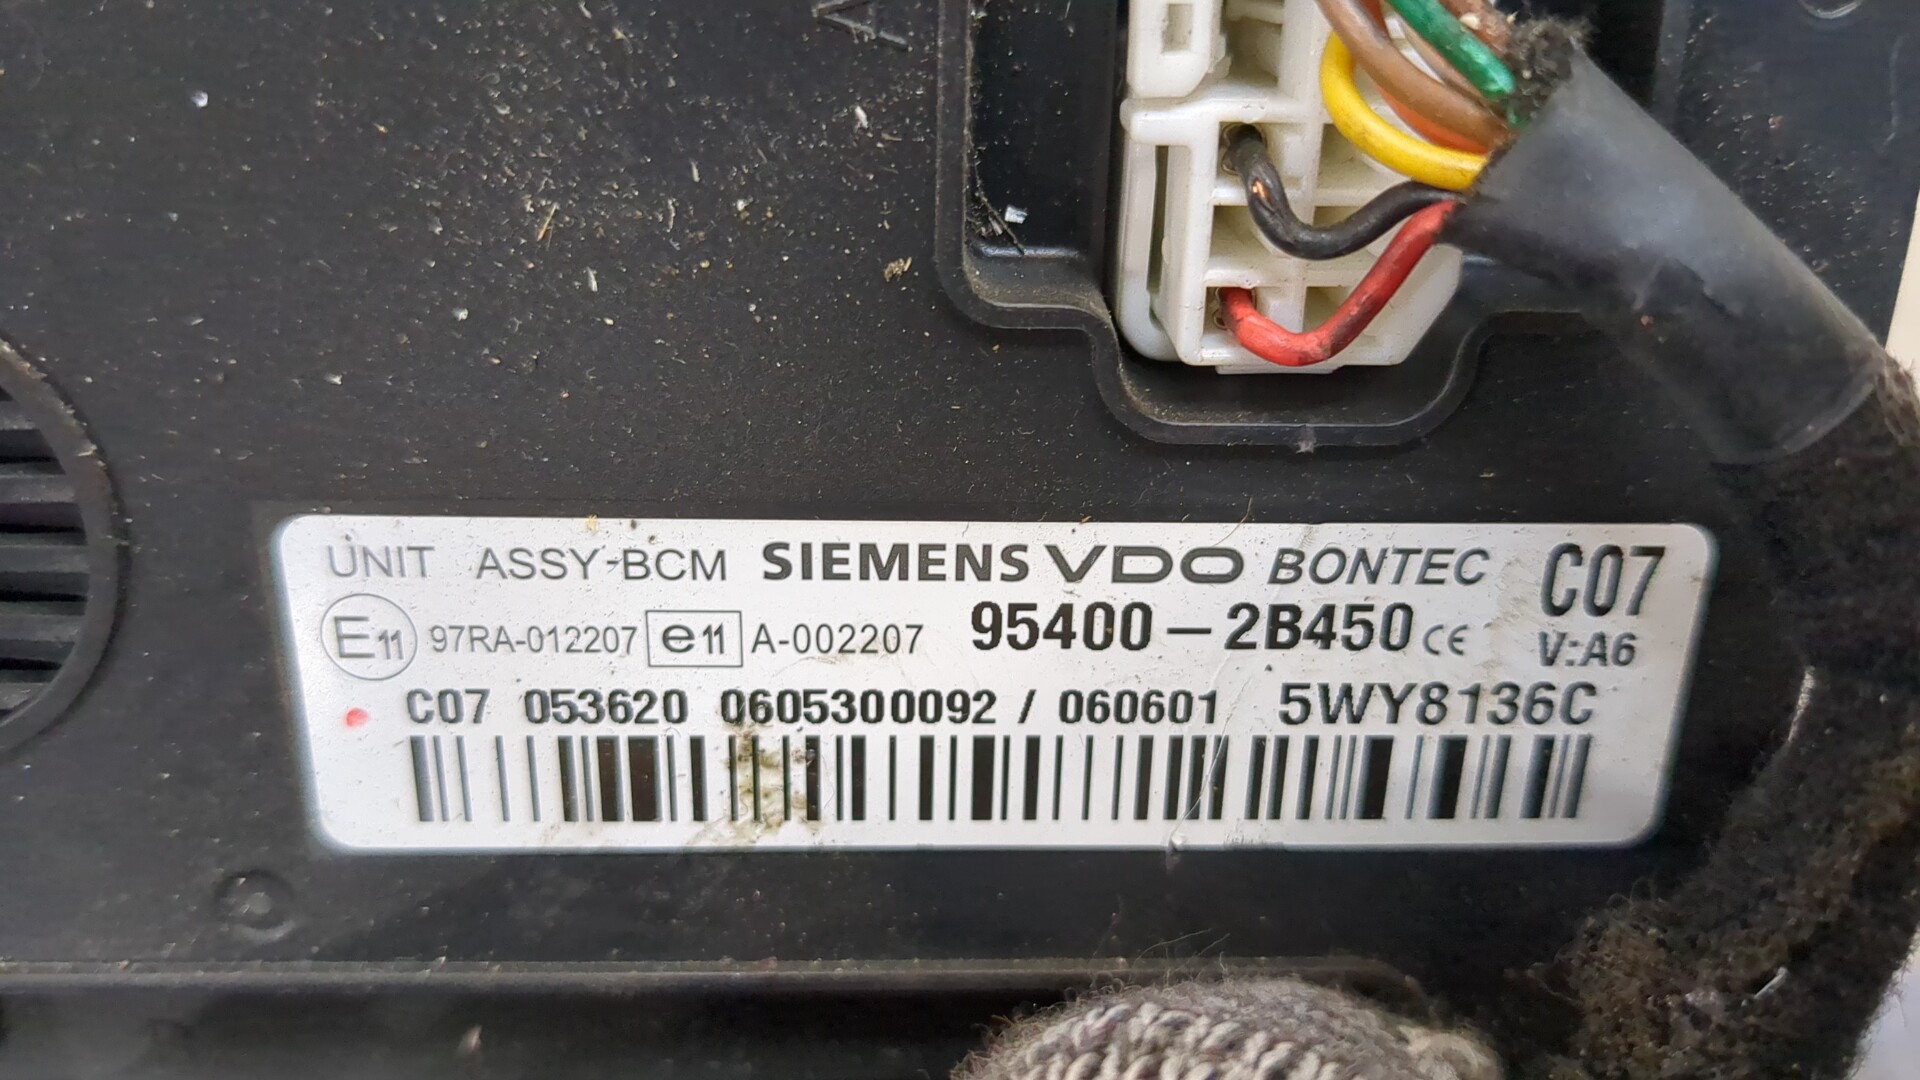 UNIT ASSY-BCM SIEMENS VDO BONTEC C07
E11 97RA-012207 e11 A-002207 95400-2B450 CE V:A6
C07 053620 0605300092 / 060601 5WY8136C